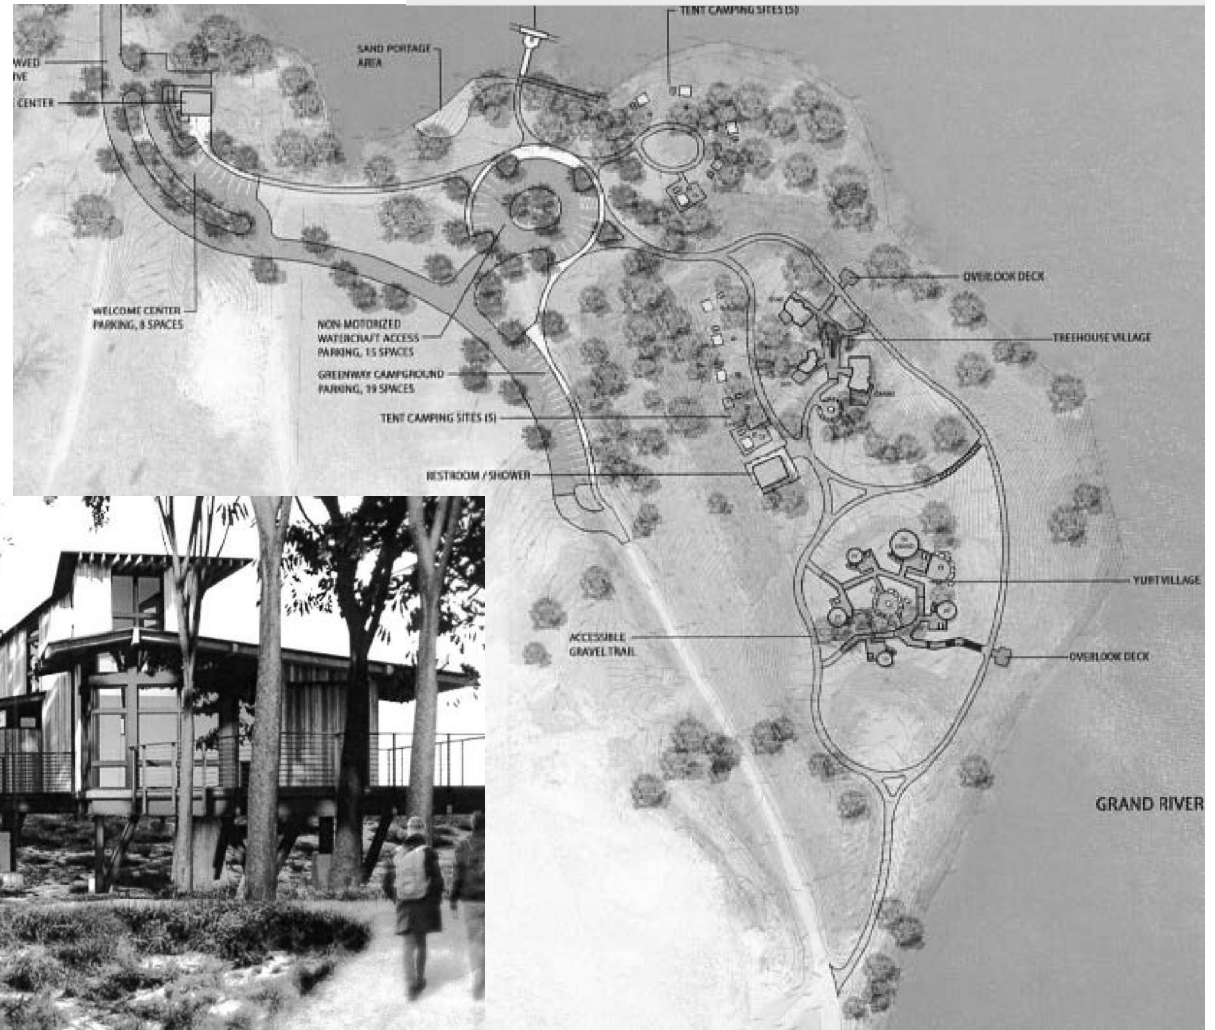 TENT CAMPING SITES (5)
SAND PORTAGE
AREA
AVED
IVE
CENTER
OVERLOOK DECK
WELCOME CENTER
PARKING, 8 SPACES
NON-MOTORIZED
WATERCRAFT ACCESS
PARKING, 15 SPACES
TREEHOUSE VILLAGE
GREENWAY CAMPGROUND
PARKING, 19 SPACES
TENT CAMPING SITES (5)
RESTROOM / SHOWER
YURT VILLAGE
ACCESSIBLE
GRAVEL TRAIL
OVERLOOK DECK
GRAND RIVER